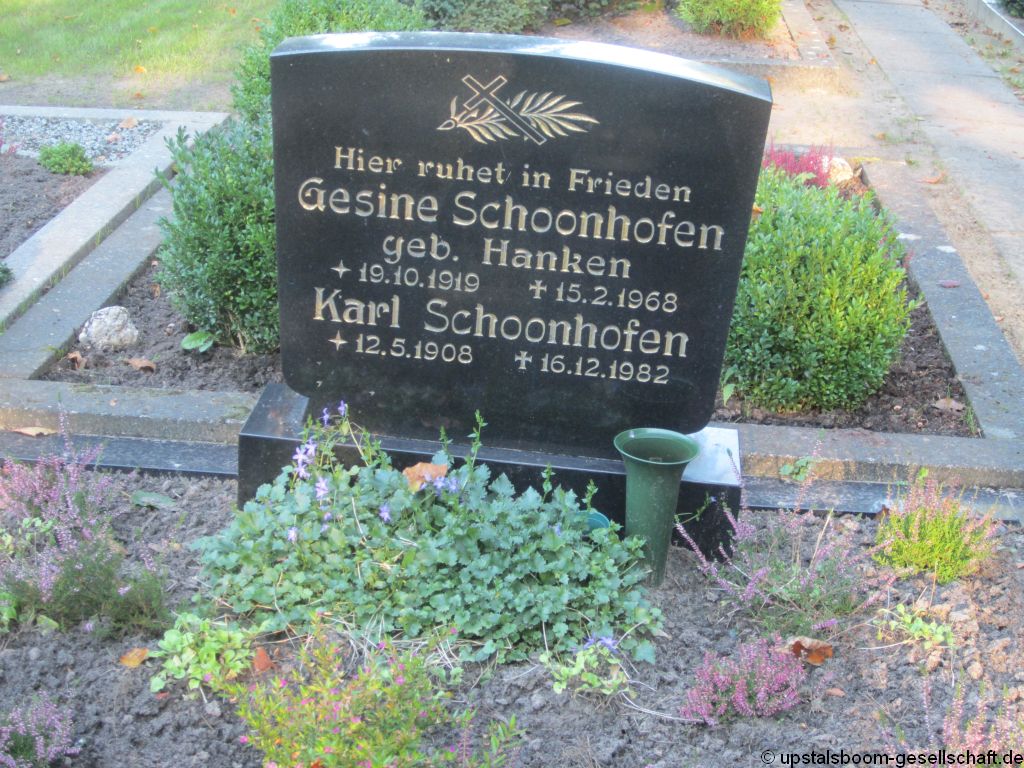 Hier ruhet in Frieden
Gesine Schoonhofen
geb. Hanken
✦ 19.10.1919 ✝ 15.2.1968
Karl Schoonhofen
✦ 12.5.1908 ✝ 16.12.1982
© upstalsboom-gesellschaft.de